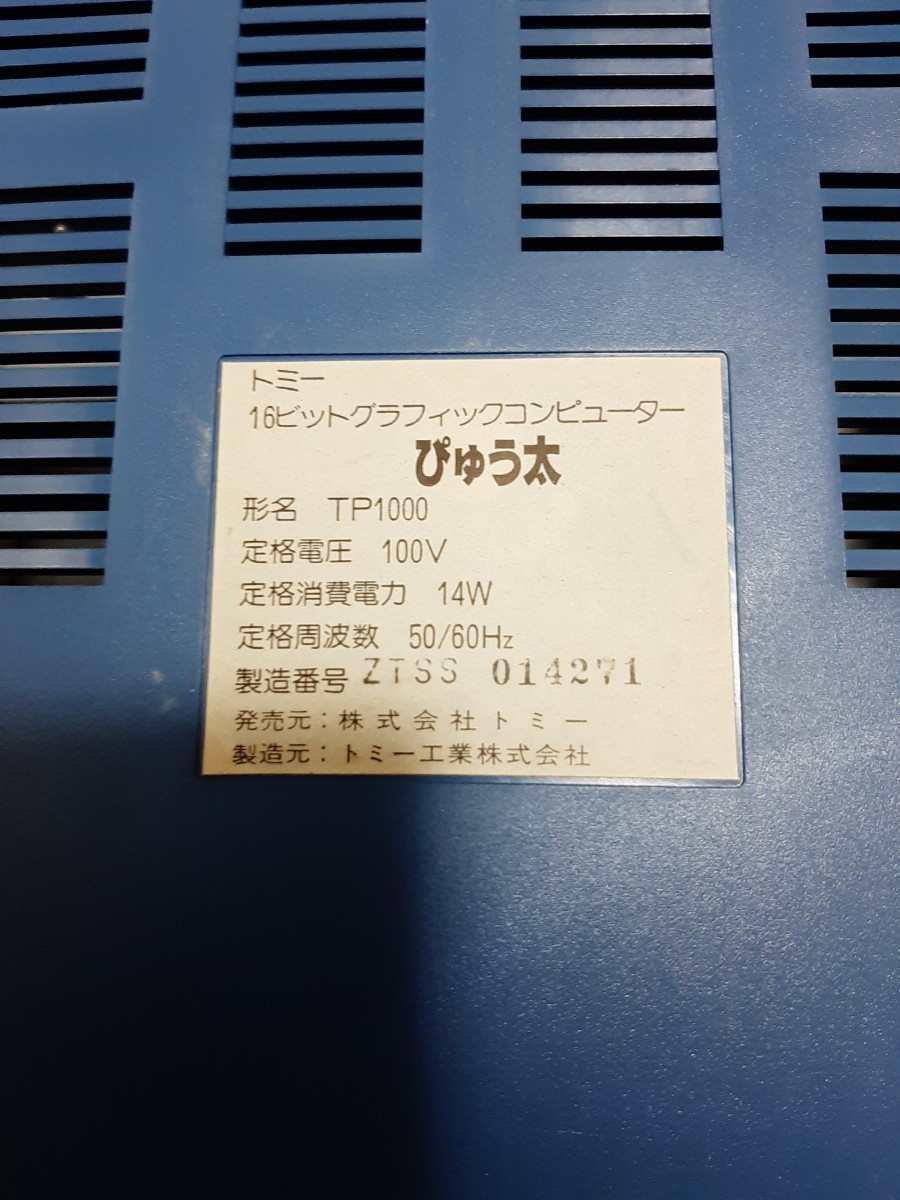 トミー
16ビットグラフィックコンピューター
ぴゅう太
形名 TP1000
定格電圧 100V
定格消費電力 14W
定格周波数 50/60Hz
製造番号 ZTSS 014271
発売元：株式会社トミー
製造元：トミー工業株式会社